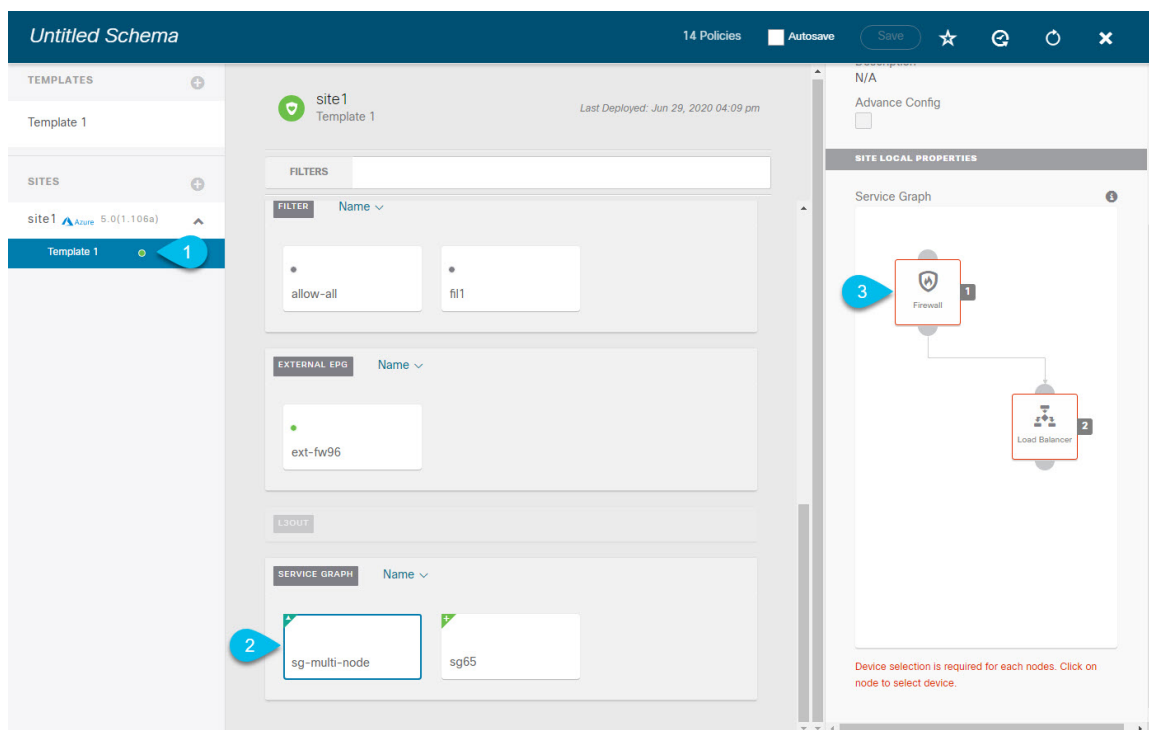 Untitled Schema
14 Policies
Autosave
Save
TEMPLATES
Template 1
SITES
site1 Azure 5.0(1.106a)
Template 1
1
site1
Template 1
Last Deployed: Jun 29, 2020 04:09 pm
FILTERS
FILTER
Name
allow-all
fil1
EXTERNAL EPG
Name
ext-fw96
L3OUT
SERVICE GRAPH
Name
2
sg-multi-node
sg65
Description
N/A
Advance Config
SITE LOCAL PROPERTIES
Service Graph
3
Firewall
1
Load Balancer
2
Device selection is required for each nodes. Click on
node to select device.